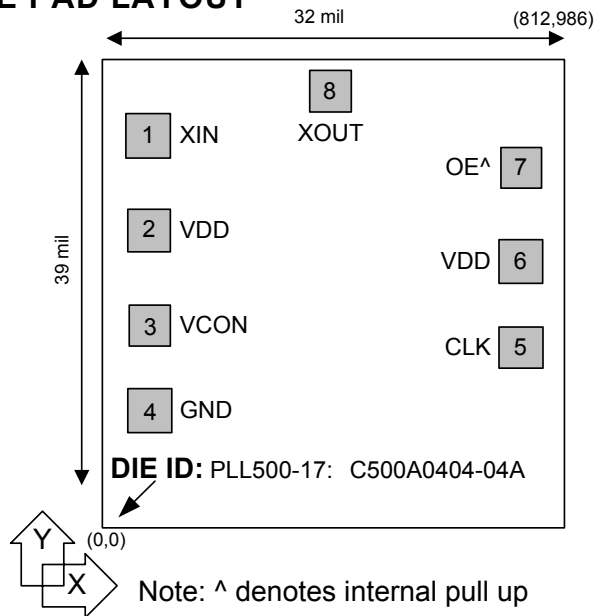 PAD LAYOUT
32 mil
(812,986)
8
XOUT
1 XIN
OE^ 7
2 VDD
VDD 6
39 mil
3 VCON
CLK 5
4 GND
DIE ID: PLL500-17: C500A0404-04A
(0,0)
Y
X
Note: ^ denotes internal pull up